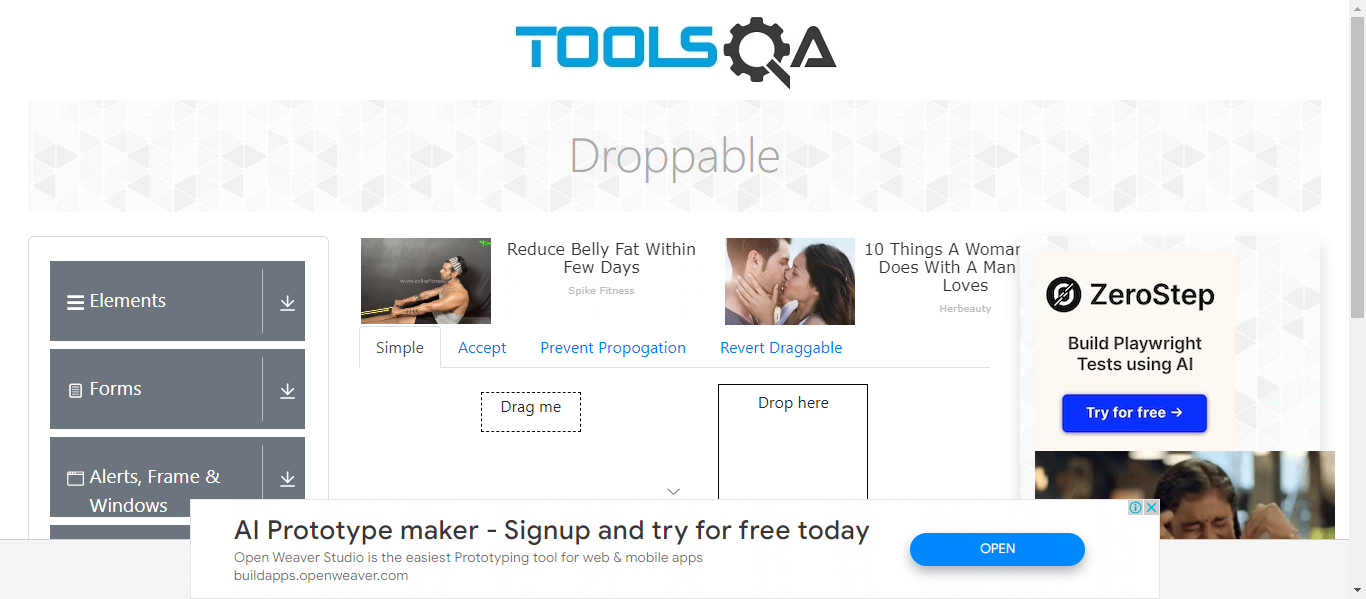 TOOLSQA
Droppable
Elements
Forms
Alerts, Frame &
Windows
Reduce Belly Fat Within
Few Days
Spike Fitness
10 Things A Woman
Does With A Man
Loves
Herbeauty
Simple
Accept
Prevent Propogation
Revert Draggable
Drag me
Drop here
ZeroStep
Build Playwright
Tests using AI
Try for free →
AI Prototype maker - Signup and try for free today
Open Weaver Studio is the easiest Prototyping tool for web & mobile apps
buildapps.openweaver.com
OPEN